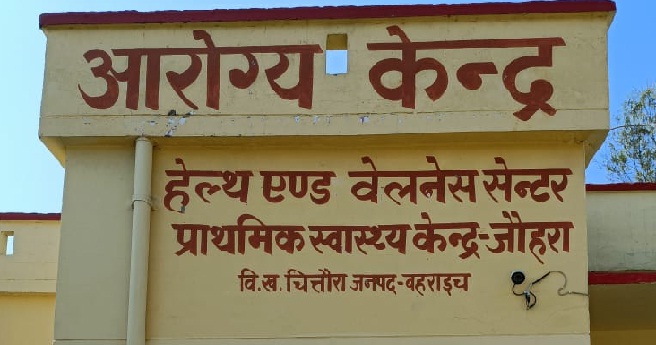 आरोग्य केन्द्र
हेल्थ एण्ड वेलनेस सेन्टर
प्राथमिक स्वास्थ्य केन्द्र-जौहरा
वि.ख. चित्तौरा जनपद-बहराइच